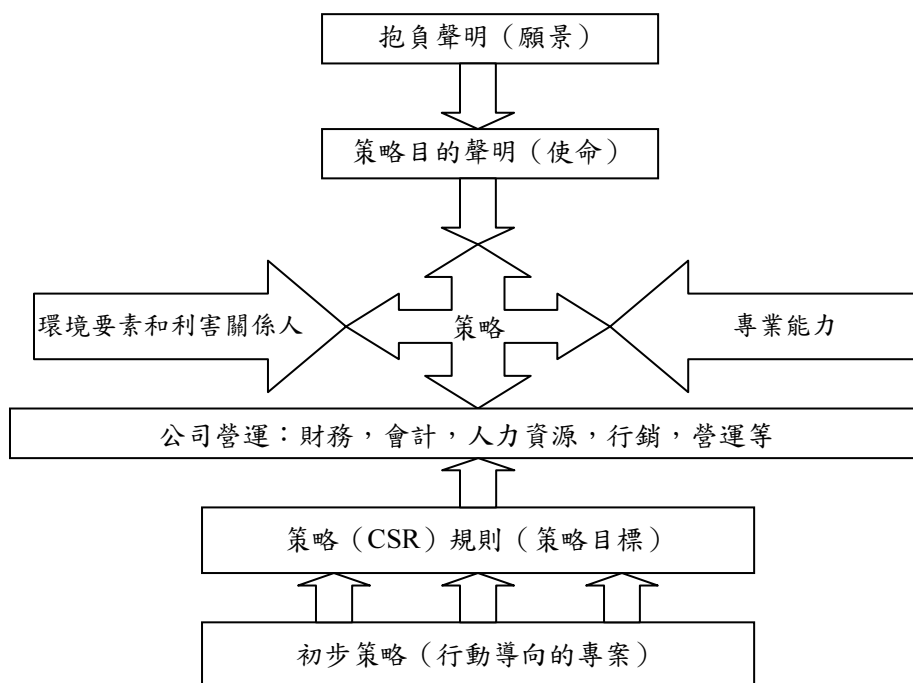 抱負聲明（願景）
策略目的聲明（使命）
環境要素和利害關係人
策略
專業能力
公司營運：財務，會計，人力資源，行銷，營運等
策略（CSR）規則（策略目標）
初步策略（行動導向的專案）